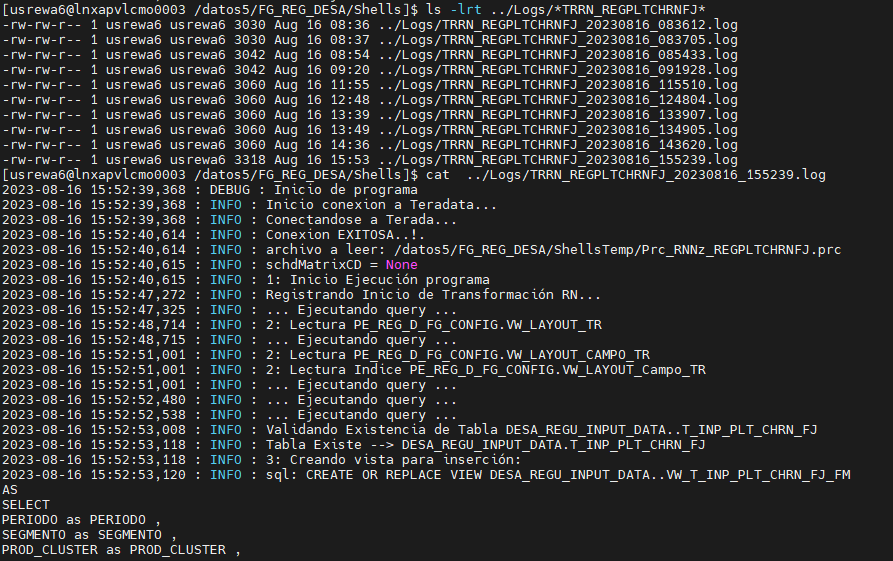 [usrewa6@lnxapvlcmo0003 /datos5/FG_REG_DESA/Shells]$ ls -lrt ../Logs/*TRRN_REGPLTCHRNFJ*
-rw-rw-r-- 1 usrewa6 usrewa6 3030 Aug 16 08:36 ../Logs/TRRN_REGPLTCHRNFJ_20230816_083612.log
-rw-rw-r-- 1 usrewa6 usrewa6 3030 Aug 16 08:37 ../Logs/TRRN_REGPLTCHRNFJ_20230816_083705.log
-rw-rw-r-- 1 usrewa6 usrewa6 3042 Aug 16 08:54 ../Logs/TRRN_REGPLTCHRNFJ_20230816_085433.log
-rw-rw-r-- 1 usrewa6 usrewa6 3042 Aug 16 09:20 ../Logs/TRRN_REGPLTCHRNFJ_20230816_091928.log
-rw-rw-r-- 1 usrewa6 usrewa6 3060 Aug 16 11:55 ../Logs/TRRN_REGPLTCHRNFJ_20230816_115510.log
-rw-rw-r-- 1 usrewa6 usrewa6 3060 Aug 16 12:48 ../Logs/TRRN_REGPLTCHRNFJ_20230816_124804.log
-rw-rw-r-- 1 usrewa6 usrewa6 3060 Aug 16 13:39 ../Logs/TRRN_REGPLTCHRNFJ_20230816_133907.log
-rw-rw-r-- 1 usrewa6 usrewa6 3060 Aug 16 13:49 ../Logs/TRRN_REGPLTCHRNFJ_20230816_134905.log
-rw-rw-r-- 1 usrewa6 usrewa6 3060 Aug 16 14:36 ../Logs/TRRN_REGPLTCHRNFJ_20230816_143620.log
-rw-rw-r-- 1 usrewa6 usrewa6 3318 Aug 16 15:53 ../Logs/TRRN_REGPLTCHRNFJ_20230816_155239.log
[usrewa6@lnxapvlcmo0003 /datos5/FG_REG_DESA/Shells]$ cat  ../Logs/TRRN_REGPLTCHRNFJ_20230816_155239.log
2023-08-16 15:52:39,368 : DEBUG : Inicio de programa
2023-08-16 15:52:39,368 : INFO : Inicio conexion a Teradata...
2023-08-16 15:52:39,368 : INFO : Conectandose a Terada...
2023-08-16 15:52:40,614 : INFO : Conexion EXITOSA..!.
2023-08-16 15:52:40,614 : INFO : archivo a leer: /datos5/FG_REG_DESA/ShellsTemp/Prc_RNNz_REGPLTCHRNFJ.prc
2023-08-16 15:52:40,615 : INFO : schdMatrixCD = None
2023-08-16 15:52:40,615 : INFO : 1: Inicio Ejecución programa
2023-08-16 15:52:47,272 : INFO : Registrando Inicio de Transformación RN...
2023-08-16 15:52:47,325 : INFO : ... Ejecutando query ...
2023-08-16 15:52:48,714 : INFO : 2: Lectura PE_REG_D_FG_CONFIG.VW_LAYOUT_TR
2023-08-16 15:52:48,715 : INFO : ... Ejecutando query ...
2023-08-16 15:52:51,001 : INFO : 2: Lectura PE_REG_D_FG_CONFIG.VW_LAYOUT_CAMPO_TR
2023-08-16 15:52:51,001 : INFO : 2: Lectura Indice PE_REG_D_FG_CONFIG.VW_LAYOUT_Campo_TR
2023-08-16 15:52:51,001 : INFO : ... Ejecutando query ...
2023-08-16 15:52:52,480 : INFO : ... Ejecutando query ...
2023-08-16 15:52:52,538 : INFO : ... Ejecutando query ...
2023-08-16 15:52:53,008 : INFO : Validando Existencia de Tabla DESA_REGU_INPUT_DATA..T_INP_PLT_CHRN_FJ
2023-08-16 15:52:53,118 : INFO : Tabla Existe --> DESA_REGU_INPUT_DATA.T_INP_PLT_CHRN_FJ
2023-08-16 15:52:53,118 : INFO : 3: Creando vista para inserción:
2023-08-16 15:52:53,120 : INFO : sql: CREATE OR REPLACE VIEW DESA_REGU_INPUT_DATA..VW_T_INP_PLT_CHRN_FJ_FM
AS
SELECT
PERIODO as PERIODO ,
SEGMENTO as SEGMENTO ,
PROD_CLUSTER as PROD_CLUSTER ,